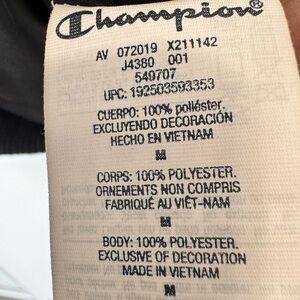 Champion
AV 072019 X211142
J4380 001
540707
UPC: 192503593353
CUERPO: 100% poliéster.
EXCLUYENDO DECORACIÓN
HECHO EN VIETNAM
M
CORPS: 100% POLYESTER.
ORNEMENTS NON COMPRIS
FABRIQUÉ AU VIÊT-NAM
M
BODY: 100% POLYESTER.
EXCLUSIVE OF DECORATION
MADE IN VIETNAM
M